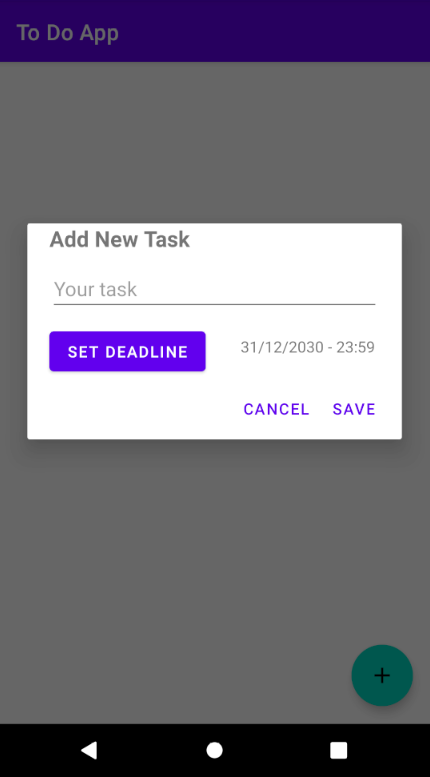 To Do App
Add New Task
Your task
SET DEADLINE 31/12/2030 - 23:59
CANCEL SAVE
+